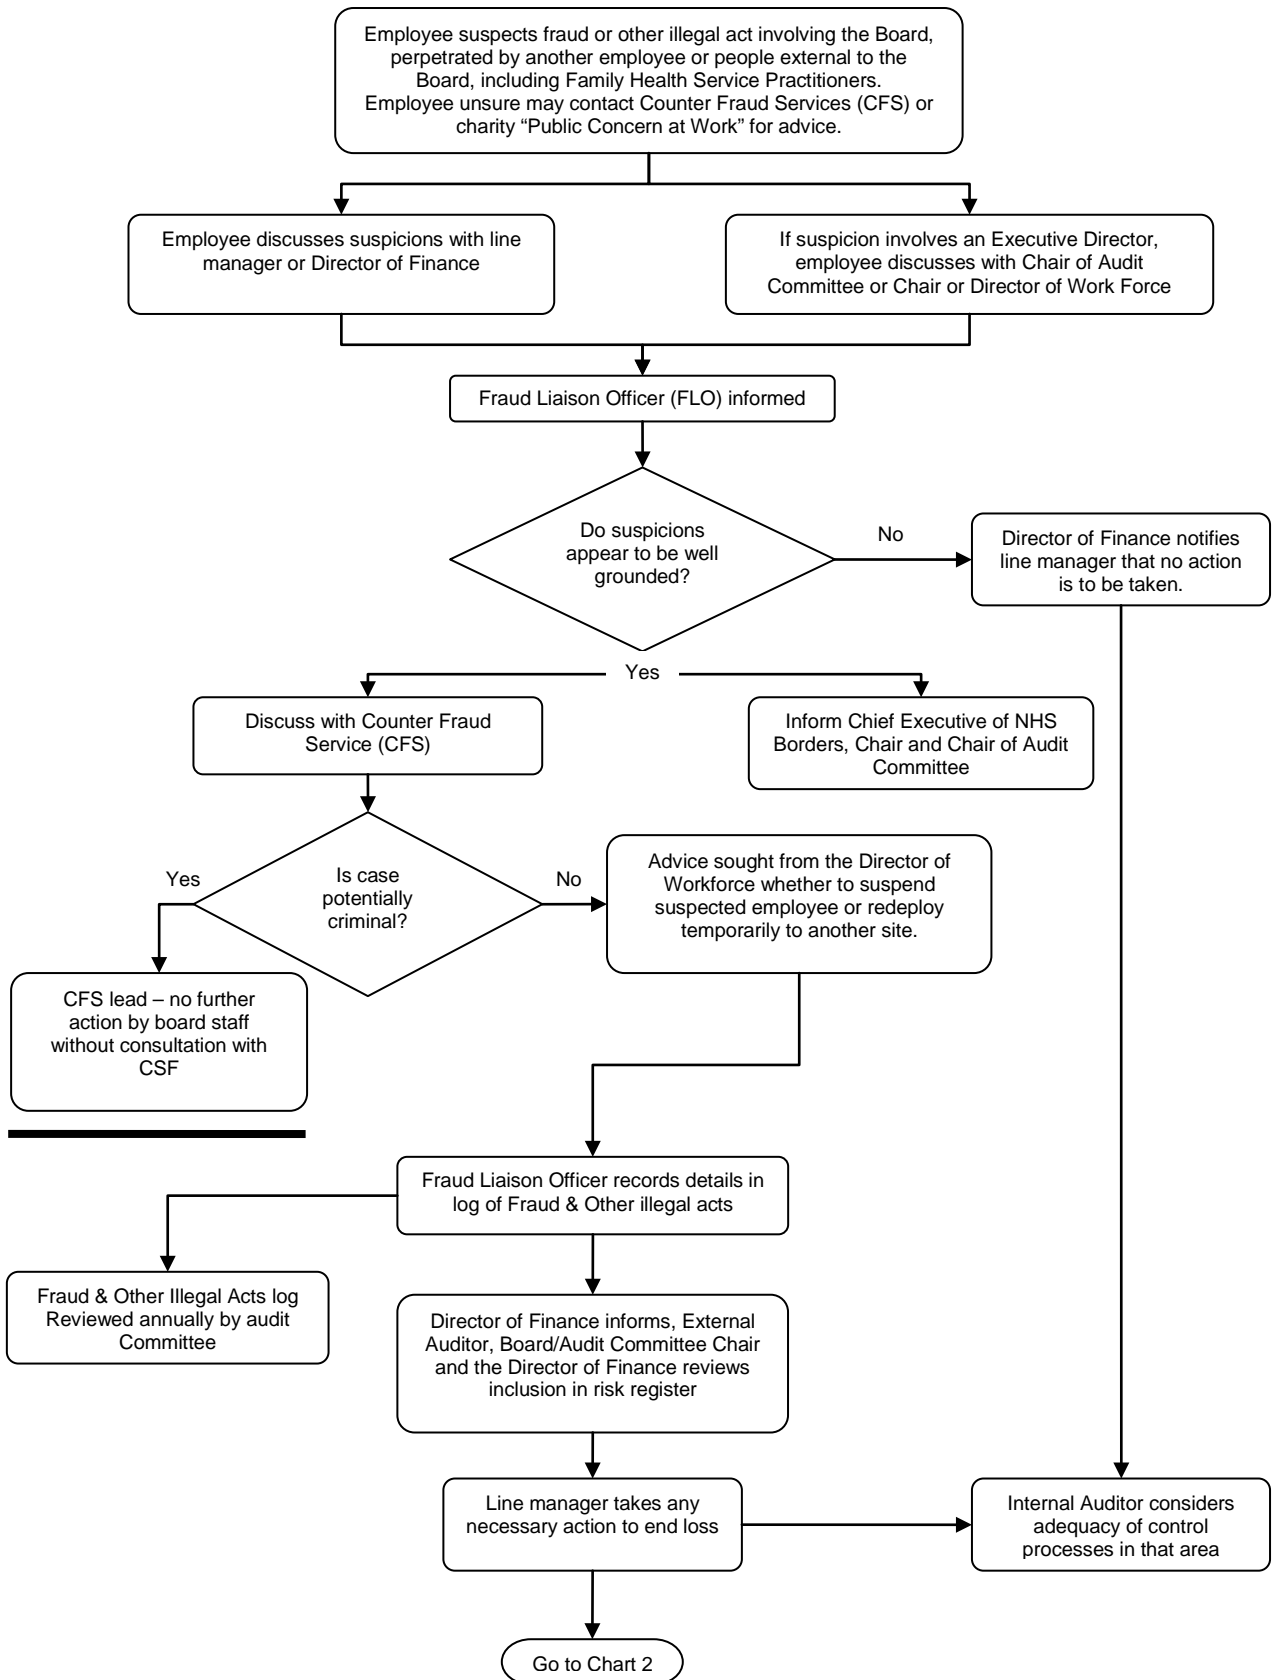 Employee suspects fraud or other illegal act involving the Board,
perpetrated by another employee or people external to the
Board, including Family Health Service Practitioners.
Employee unsure may contact Counter Fraud Services (CFS) or
charity “Public Concern at Work” for advice.
Employee discusses suspicions with line
manager or Director of Finance
If suspicion involves an Executive Director,
employee discusses with Chair of Audit
Committee or Chair or Director of Work Force
Fraud Liaison Officer (FLO) informed
Do suspicions
appear to be well
grounded?
No
Director of Finance notifies
line manager that no action
is to be taken.
Yes
Discuss with Counter Fraud
Service (CFS)
Inform Chief Executive of NHS
Borders, Chair and Chair of Audit
Committee
Yes
Is case
potentially
criminal?
No
Advice sought from the Director of
Workforce whether to suspend
suspected employee or redeploy
temporarily to another site.
CFS lead – no further
action by board staff
without consultation with
CSF
Fraud Liaison Officer records details in
log of Fraud & Other illegal acts
Fraud & Other Illegal Acts log
Reviewed annually by audit
Committee
Director of Finance informs, External
Auditor, Board/Audit Committee Chair
and the Director of Finance reviews
inclusion in risk register
Line manager takes any
necessary action to end loss
Internal Auditor considers
adequacy of control
processes in that area
Go to Chart 2